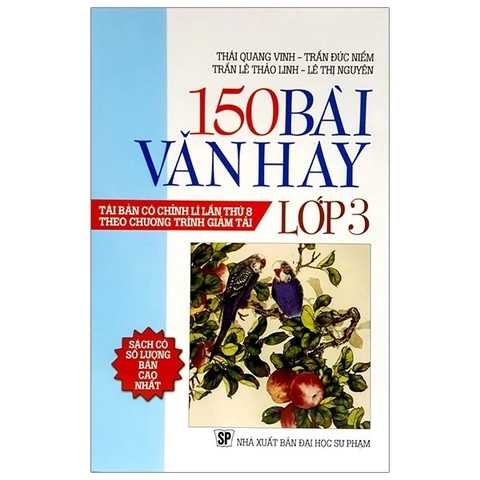 THÁI QUANG VINH - TRẦN ĐỨC NIỀM
TRẦN LÊ THẢO LINH - LÊ THỊ NGUYÊN
150 BÀI
VĂN HAY
LỚP 3
TÁI BẢN CÓ CHỈNH LÍ LẦN THỨ 8
THEO CHƯƠNG TRÌNH GIẢM TẢI
SÁCH CÓ
SỐ LƯỢNG
BÁN
CAO
NHẤT
SP
NHÀ XUẤT BẢN ĐẠI HỌC SƯ PHẠM